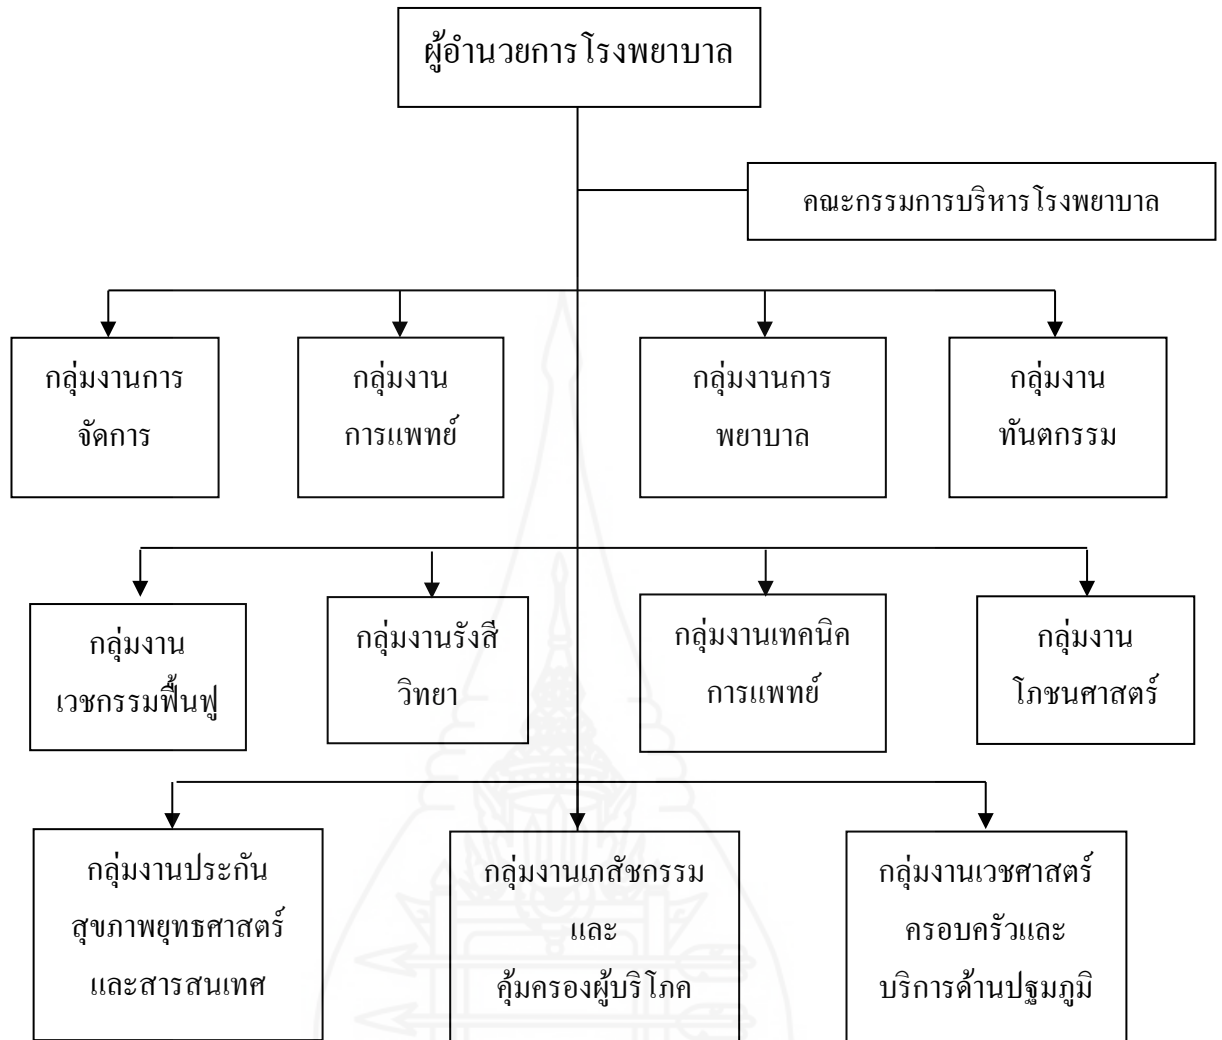 ผู้อำนวยการโรงพยาบาล
คณะกรรมการบริหารโรงพยาบาล
กลุ่มงานการ
จัดการ
กลุ่มงาน
การแพทย์
กลุ่มงานการ
พยาบาล
กลุ่มงาน
ทันตกรรม
กลุ่มงาน
เวชกรรมฟื้นฟู
กลุ่มงานรังสี
วิทยา
กลุ่มงานเทคนิค
การแพทย์
กลุ่มงาน
โภชนศาสตร์
กลุ่มงานประกัน
สุขภาพยุทธศาสตร์
และสารสนเทศ
กลุ่มงานเภสัชกรรม
และ
คุ้มครองผู้บริโภค
กลุ่มงานเวชศาสตร์
ครอบครัวและ
บริการด้านปฐมภูมิ